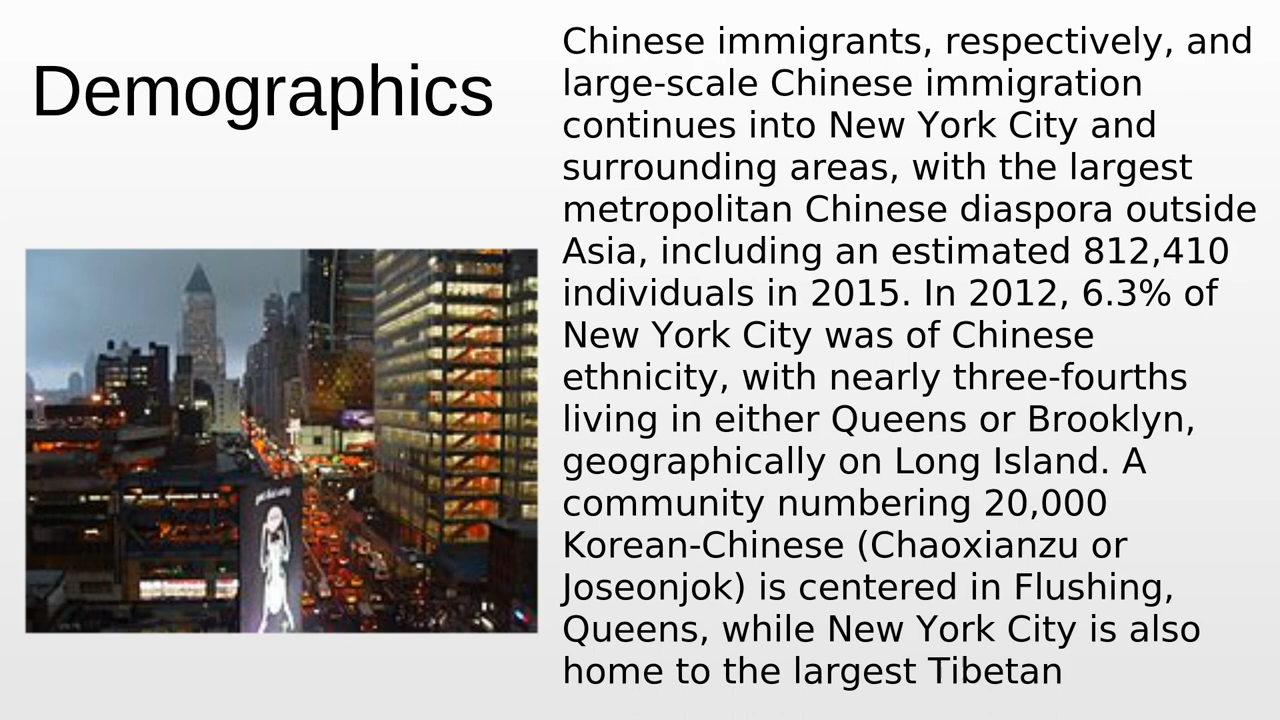 Demographics
Chinese immigrants, respectively, and
large-scale Chinese immigration
continues into New York City and
surrounding areas, with the largest
metropolitan Chinese diaspora outside
Asia, including an estimated 812,410
individuals in 2015. In 2012, 6.3% of
New York City was of Chinese
ethnicity, with nearly three-fourths
living in either Queens or Brooklyn,
geographically on Long Island. A
community numbering 20,000
Korean-Chinese (Chaoxianzu or
Joseonjok) is centered in Flushing,
Queens, while New York City is also
home to the largest Tibetan